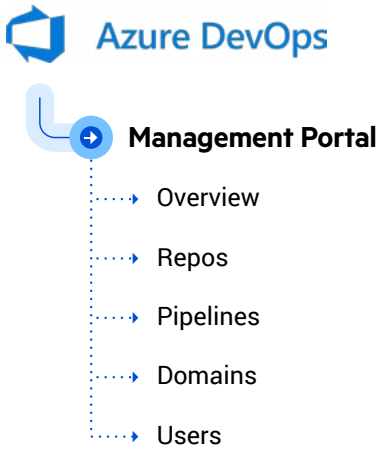 Azure DevOps
Management Portal
Overview
Repos
Pipelines
Domains
Users